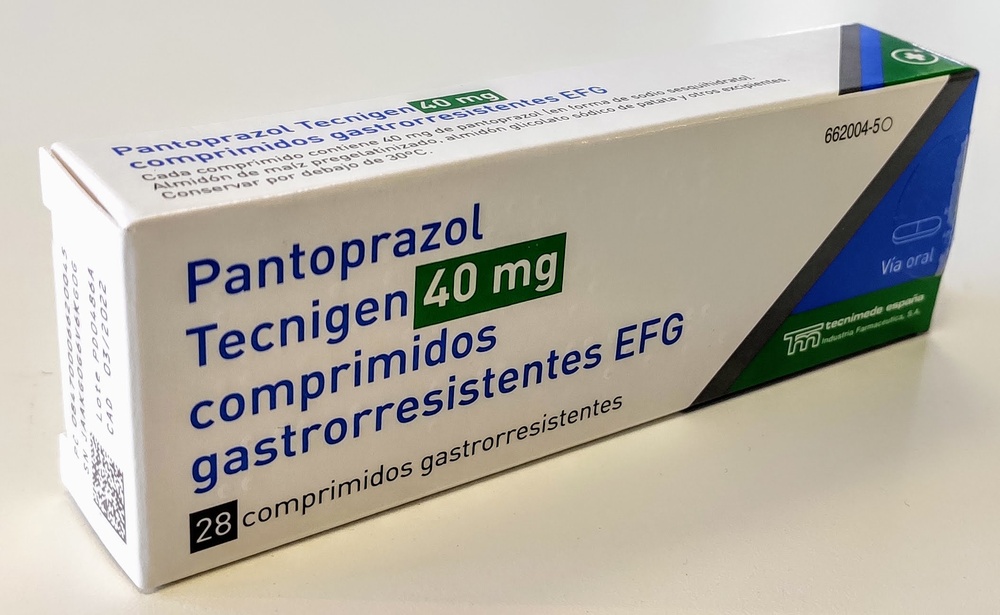 Pantoprazol Tecnigen 40 mg
comprimidos gastrorresistentes EFG
Cada comprimido contiene 40 mg de pantoprazol (en forma de sodio sesquihidrato),
Almidón de maíz pregelatinizado, almidón glicolato sódico de patata y otros excipientes.
Conservar por debajo de 30ºC.
662004-5
Pantoprazol
Tecnigen 40 mg
comprimidos
gastrorresistentes EFG
28 comprimidos gastrorresistentes
Vía oral
tecnimede españa
Industria Farmacéutica, S.A.
Lote PD0486A
CAD 03/2022